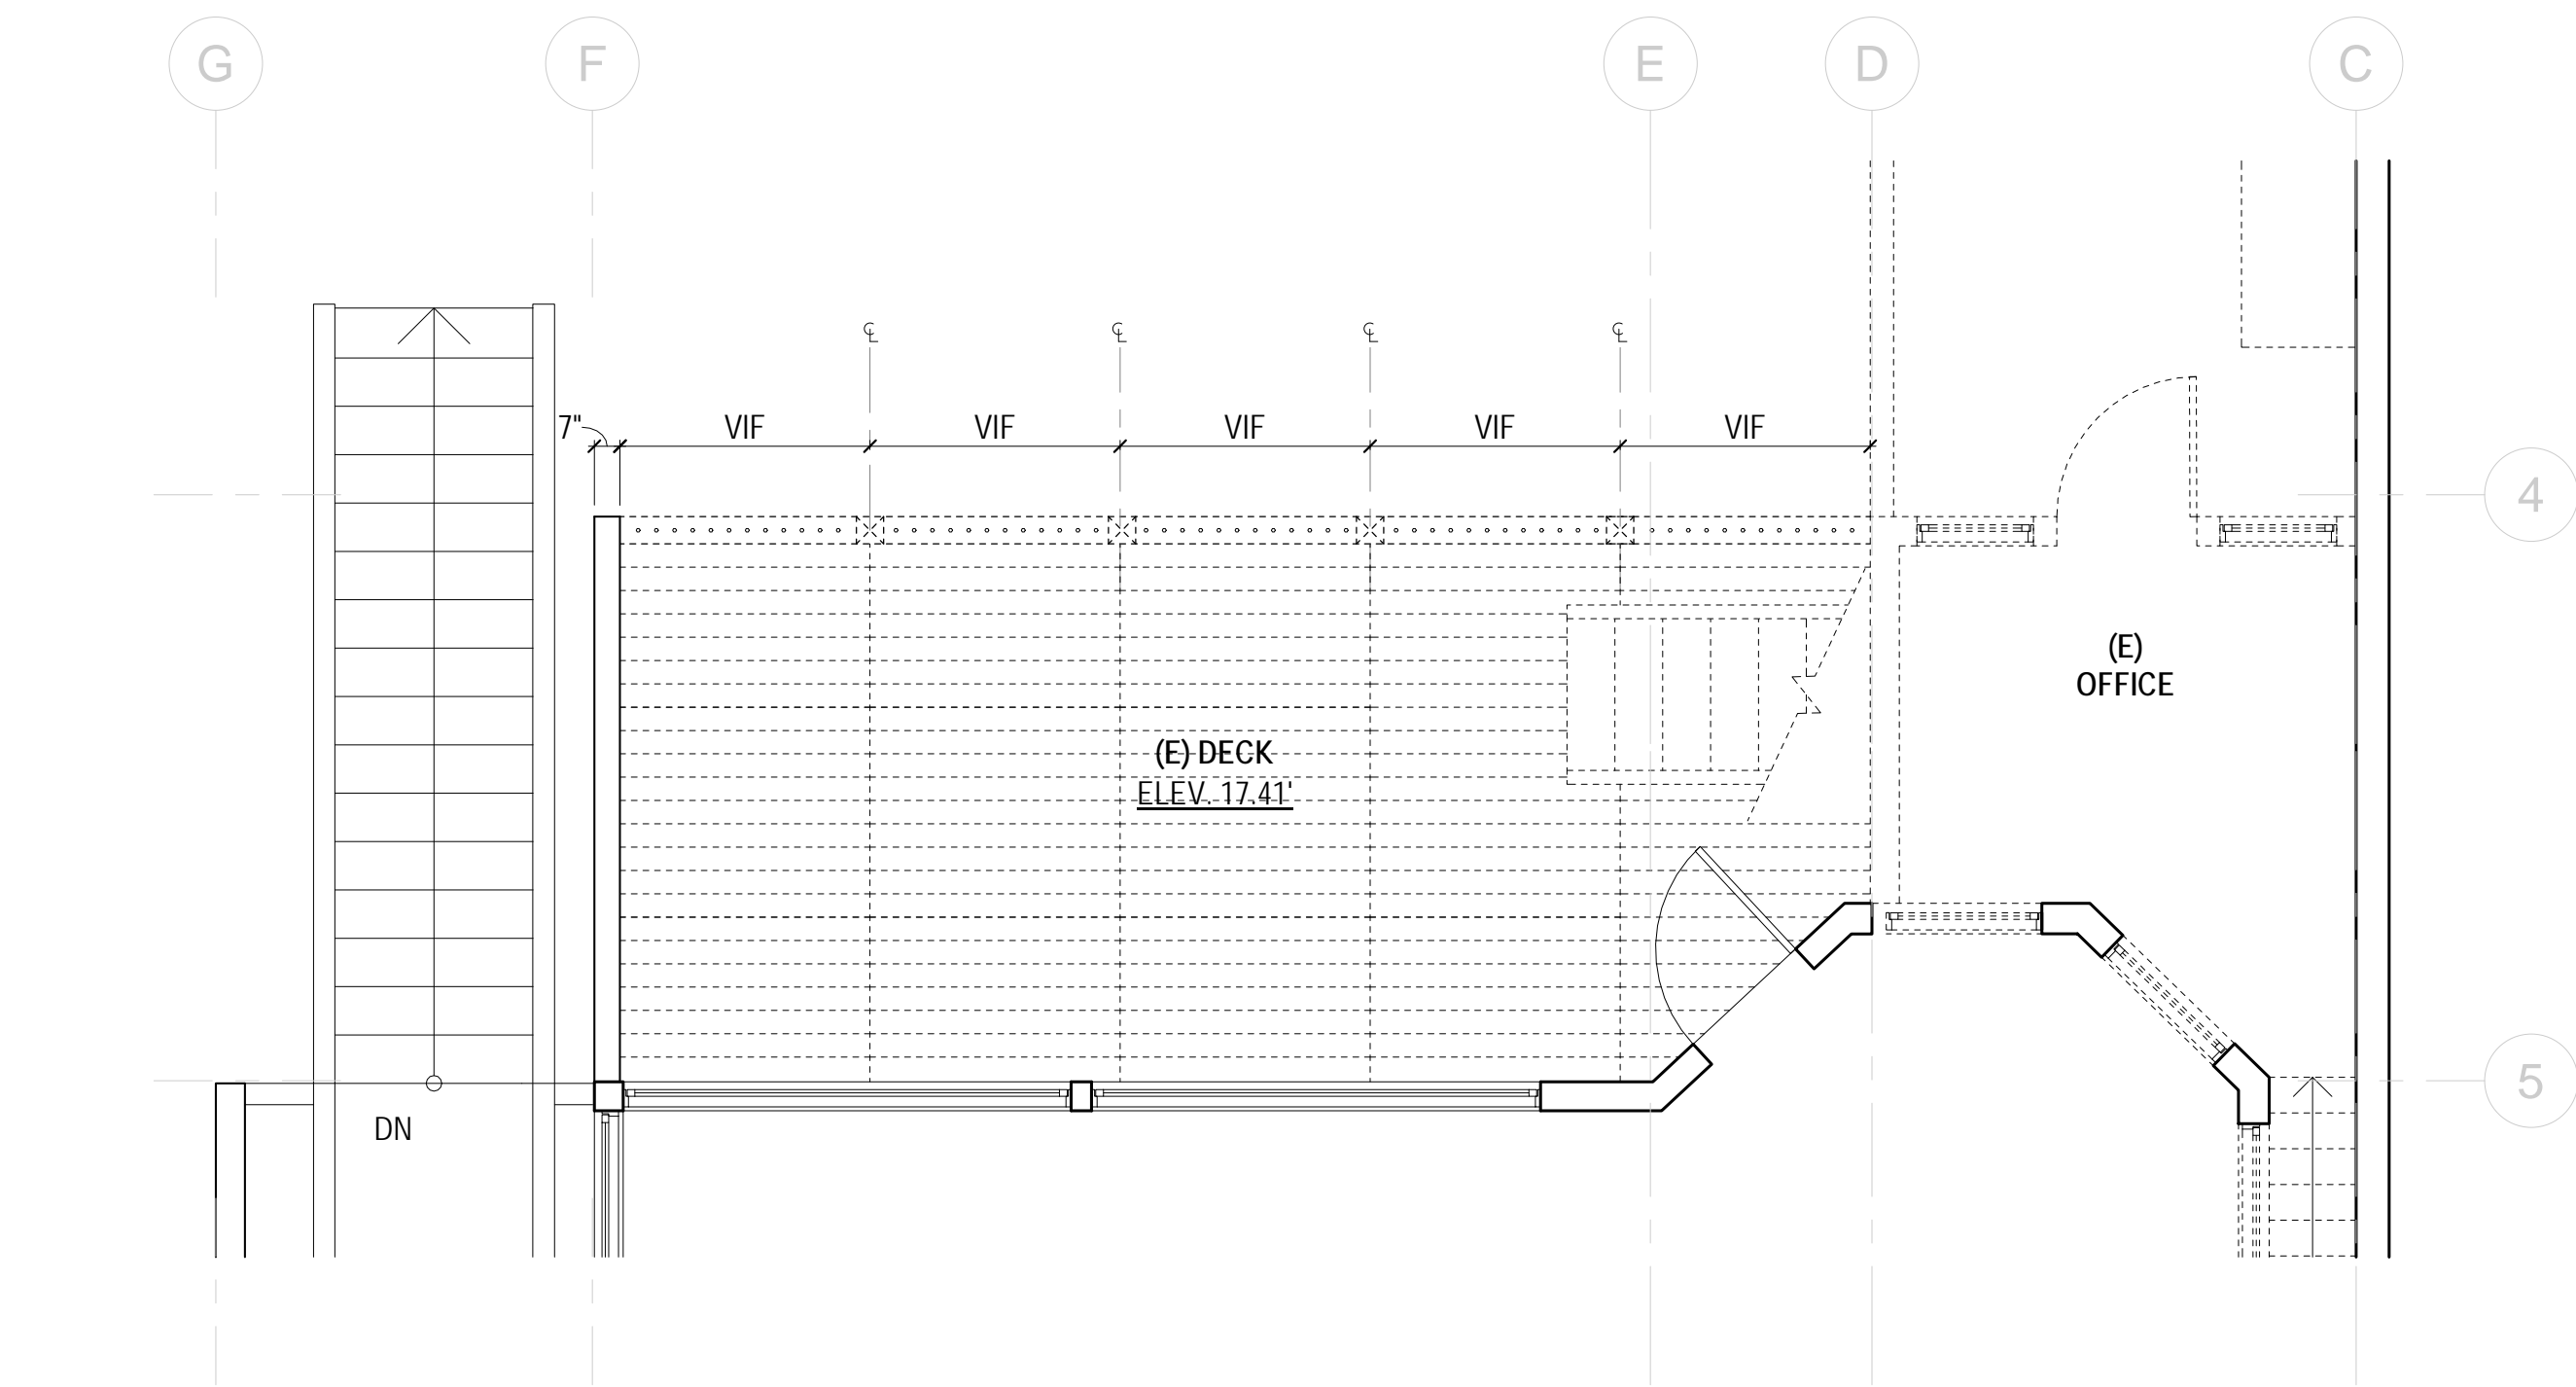 G F E D C
℄ ℄ ℄ ℄
7" VIF VIF VIF VIF VIF
4
(E)
OFFICE
(E) DECK
ELEV. 17.41'
5
DN